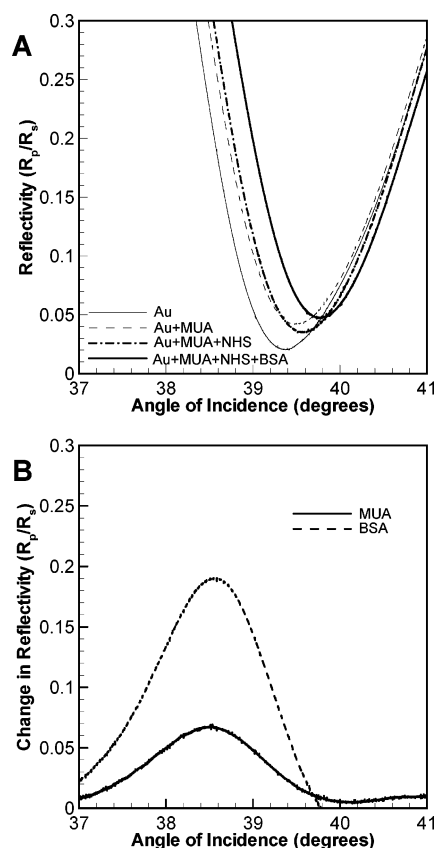 A
0.3
0.25
0.2
0.15
0.1
0.05
0
Reflectivity (Rp/Rs)
Au
Au+MUA
Au+MUA+NHS
Au+MUA+NHS+BSA
37 38 39 40 41
Angle of Incidence (degrees)
B
0.3
0.25
0.2
0.15
0.1
0.05
0
Change in Reflectivity (Rp/Rs)
MUA
BSA
37 38 39 40 41
Angle of Incidence (degrees)